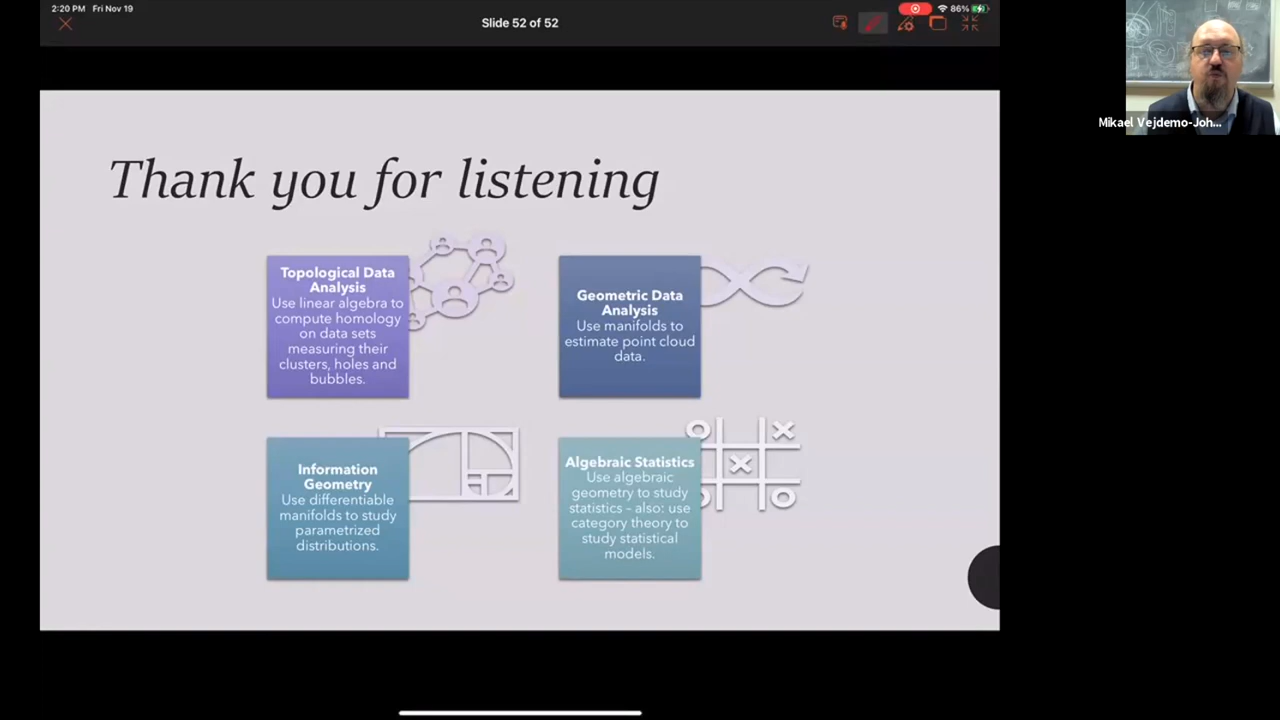 2:20 PM Fri Nov 19
86%
Slide 52 of 52
Mikael Vejdemo-Joh...
Thank you for listening
Topological Data
Analysis
Use linear algebra to
compute homology
on data sets
measuring their
clusters, holes and
bubbles.
Geometric Data
Analysis
Use manifolds to
estimate point cloud
data.
Information
Geometry
Use differentiable
manifolds to study
parametrized
distributions.
Algebraic Statistics
Use algebraic
geometry to study
statistics – also: use
category theory to
study statistical
models.